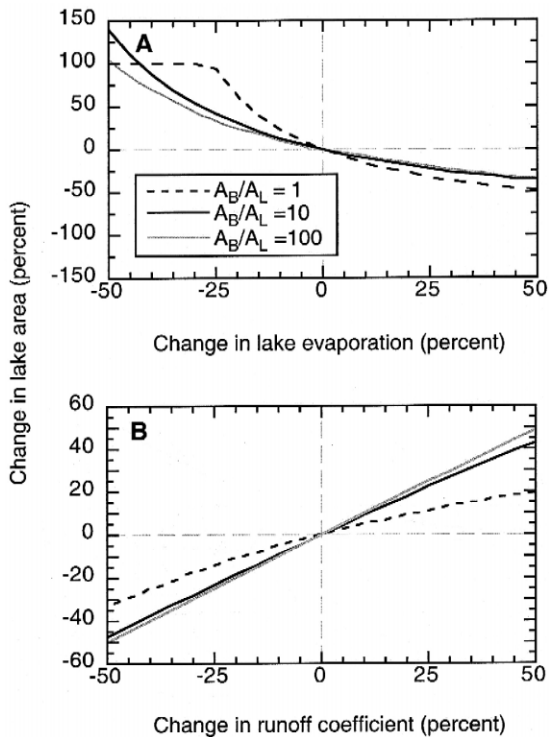 Change in lake area (percent)
A
150
100
50
0
-50
-100
-150
A_B/A_L = 1
A_B/A_L = 10
A_B/A_L =100
-50 -25 0 25 50
Change in lake evaporation (percent)
B
60
40
20
0
-20
-40
-60
-50 -25 0 25 50
Change in runoff coefficient (percent)